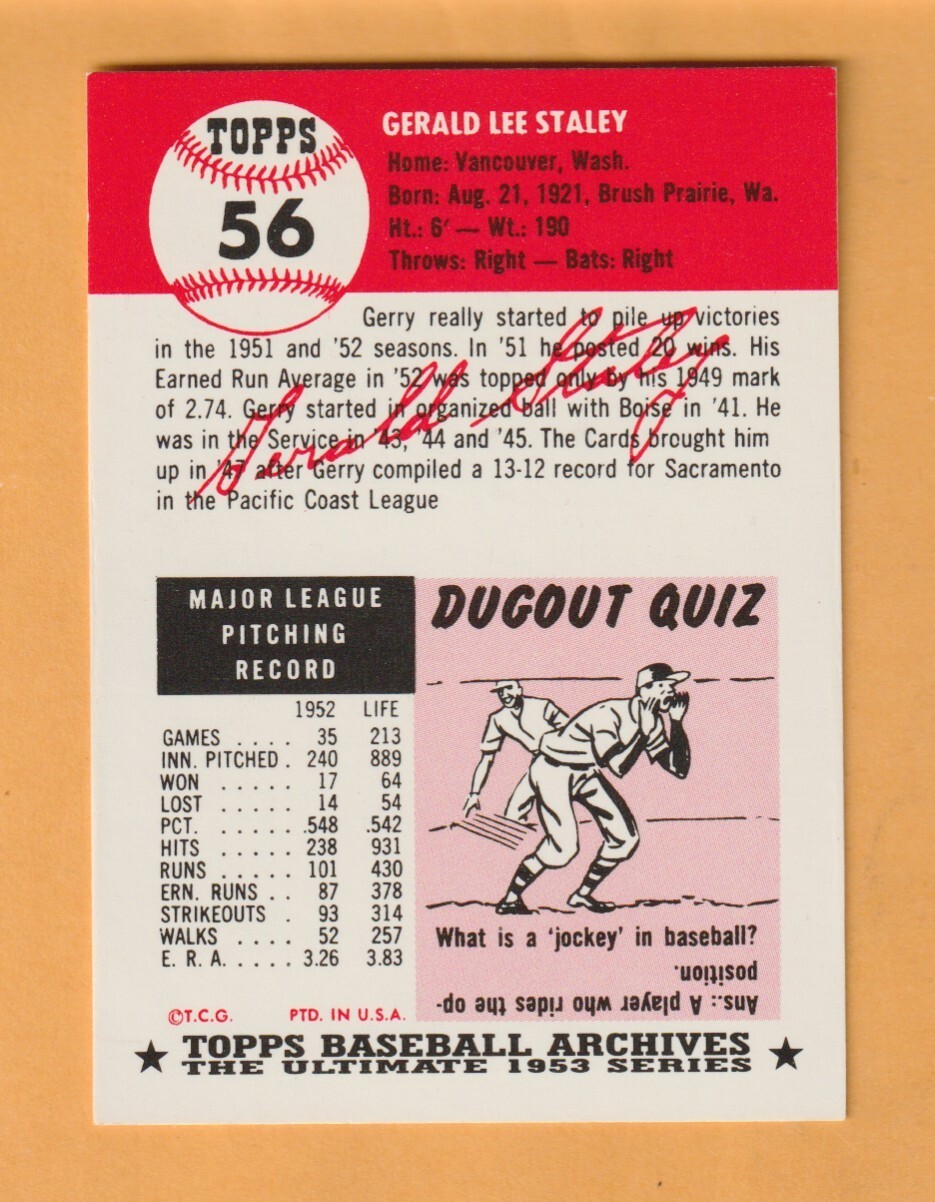 TOPPS
56
GERALD LEE STALEY
Home: Vancouver, Wash.
Born: Aug. 21, 1921, Brush Prairie, Wa.
Ht.: 6' — Wt.: 190
Throws: Right — Bats: Right
Gerry really started to pile up victories
in the 1951 and '52 seasons. In '51 he posted 20 wins. His
Earned Run Average in '52 was topped only by his 1949 mark
of 2.74. Gerry started in organized ball with Boise in '41. He
was in the Service in '43, '44 and '45. The Cards brought him
up in '47 after Gerry compiled a 13-12 record for Sacramento
in the Pacific Coast League
Gerald Staley
MAJOR LEAGUE
PITCHING
RECORD
1952 LIFE
GAMES . . . . 35 213
INN. PITCHED . 240 889
WON . . . . . 17 64
LOST . . . . . 14 54
PCT. . . . . . . .548 .542
HITS . . . . . 238 931
RUNS . . . . . 101 430
ERN. RUNS . . 87 378
STRIKEOUTS . 93 314
WALKS . . . . 52 257
E. R. A. . . . . 3.26 3.83
DUGOUT QUIZ
What is a 'jockey' in baseball?
Ans.: A player who rides the op-
position.
©T.C.G. PTD. IN U.S.A.
★ TOPPS BASEBALL ARCHIVES ★
THE ULTIMATE 1953 SERIES